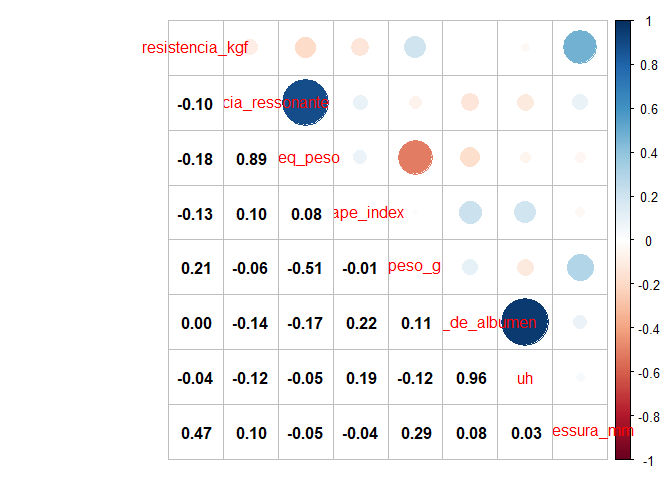 resistencia_kgf 1
0.8
-0.10 cia_ressonante
0.6
-0.18 0.89 eq_peso
0.4
-0.13 0.10 0.08 ape_index
0.2
0
0.21 -0.06 -0.51 -0.01 peso_g
-0.2
0.00 -0.14 -0.17 0.22 0.11 _de_albumen
-0.4
-0.04 -0.12 -0.05 0.19 -0.12 0.96 uh
-0.6
-0.8
0.47 0.10 -0.05 -0.04 0.29 0.08 0.03 essura_mm
-1